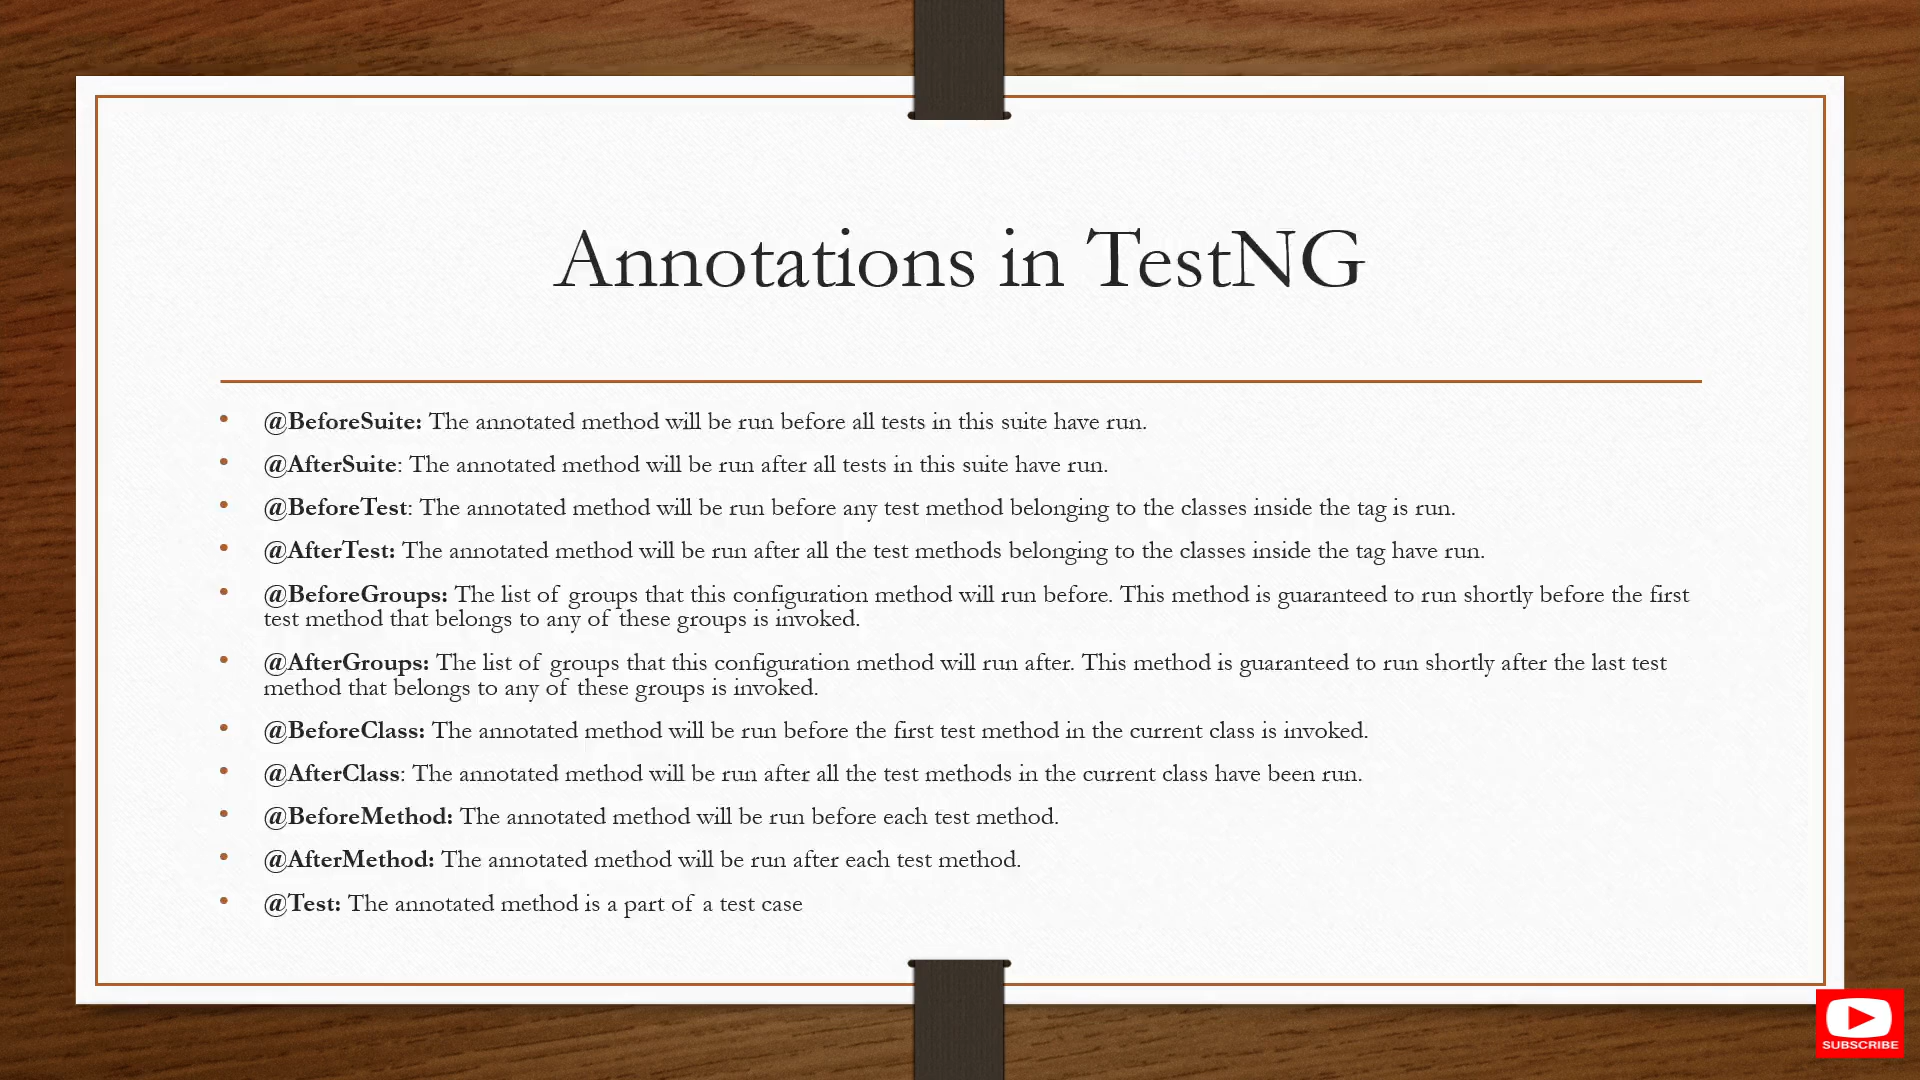 Annotations in TestNG
• @BeforeSuite: The annotated method will be run before all tests in this suite have run.
• @AfterSuite: The annotated method will be run after all tests in this suite have run.
• @BeforeTest: The annotated method will be run before any test method belonging to the classes inside the tag is run.
• @AfterTest: The annotated method will be run after all the test methods belonging to the classes inside the tag have run.
• @BeforeGroups: The list of groups that this configuration method will run before. This method is guaranteed to run shortly before the first
test method that belongs to any of these groups is invoked.
• @AfterGroups: The list of groups that this configuration method will run after. This method is guaranteed to run shortly after the last test
method that belongs to any of these groups is invoked.
• @BeforeClass: The annotated method will be run before the first test method in the current class is invoked.
• @AfterClass: The annotated method will be run after all the test methods in the current class have been run.
• @BeforeMethod: The annotated method will be run before each test method.
• @AfterMethod: The annotated method will be run after each test method.
• @Test: The annotated method is a part of a test case
SUBSCRIBE